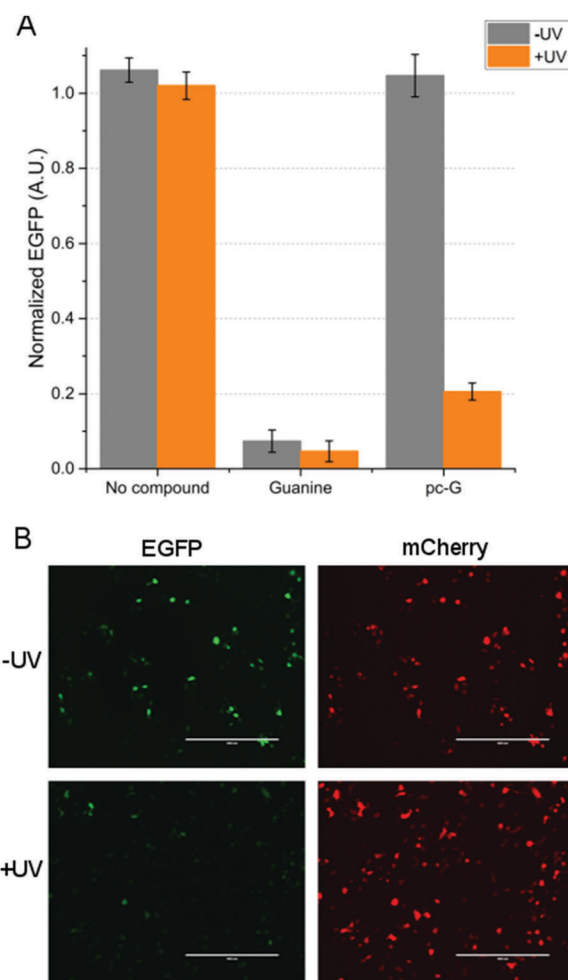 A
-UV
+UV
Normalized EGFP (A.U.)
1.0
0.8
0.6
0.4
0.2
0.0
No compound
Guanine
pc-G
B
EGFP
mCherry
-UV
+UV